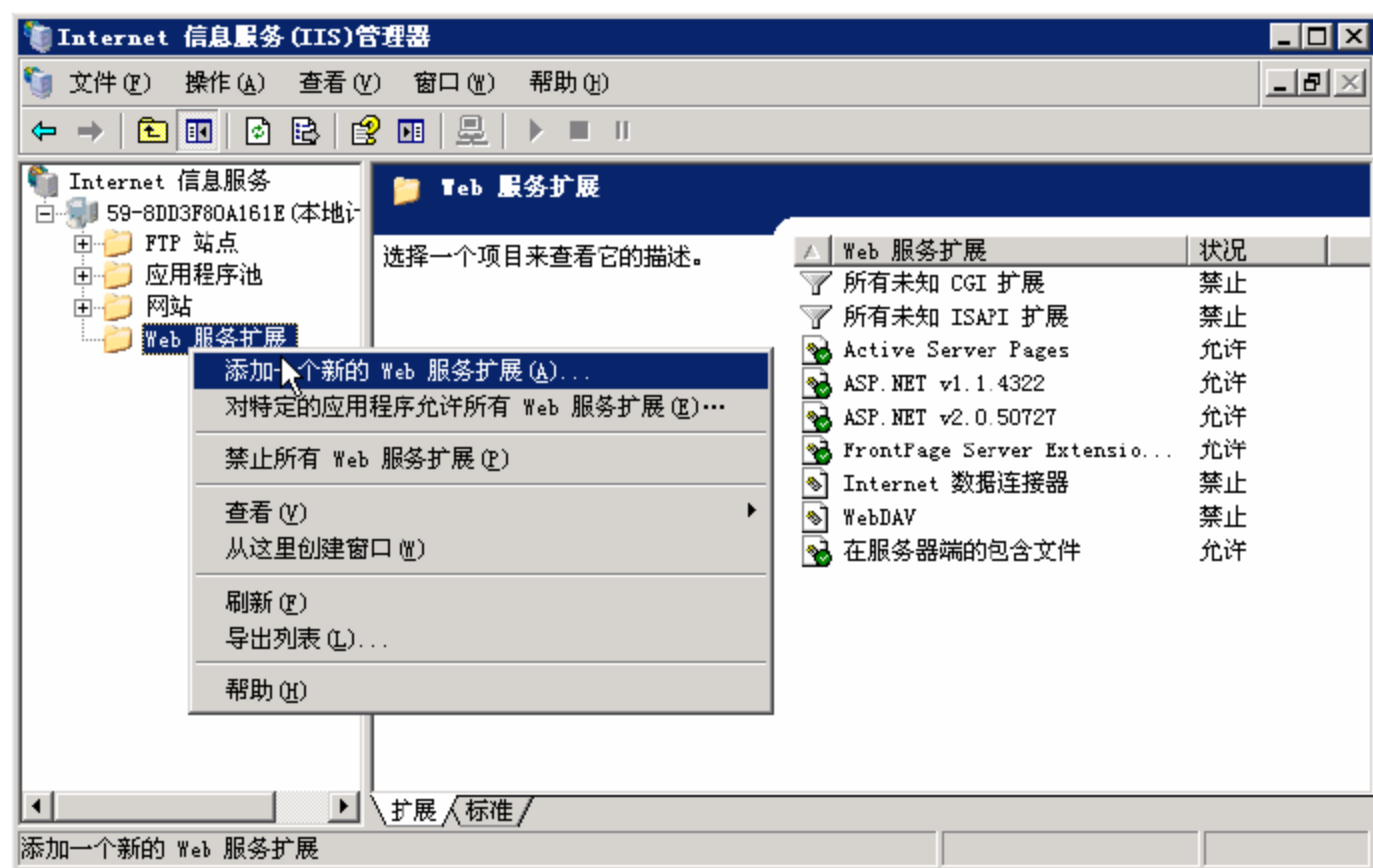 Internet 信息服务(IIS)管理器
文件(F) 操作(A) 查看(V) 窗口(W) 帮助(H)
Internet 信息服务
59-8DD3F80A161E(本地计
FTP 站点
应用程序池
网站
Web 服务扩展
Web 服务扩展
选择一个项目来查看它的描述。
Web 服务扩展 状况
所有未知 CGI 扩展 禁止
所有未知 ISAPI 扩展 禁止
Active Server Pages 允许
ASP.NET v1.1.4322 允许
ASP.NET v2.0.50727 允许
FrontPage Server Extensio... 允许
Internet 数据连接器 禁止
WebDAV 禁止
在服务器端的包含文件 允许
添加一个新的 Web 服务扩展(A)...
对特定的应用程序允许所有 Web 服务扩展(E)…
禁止所有 Web 服务扩展(P)
查看(V)
从这里创建窗口(W)
刷新(F)
导出列表(L)...
帮助(H)
扩展 标准
添加一个新的 Web 服务扩展